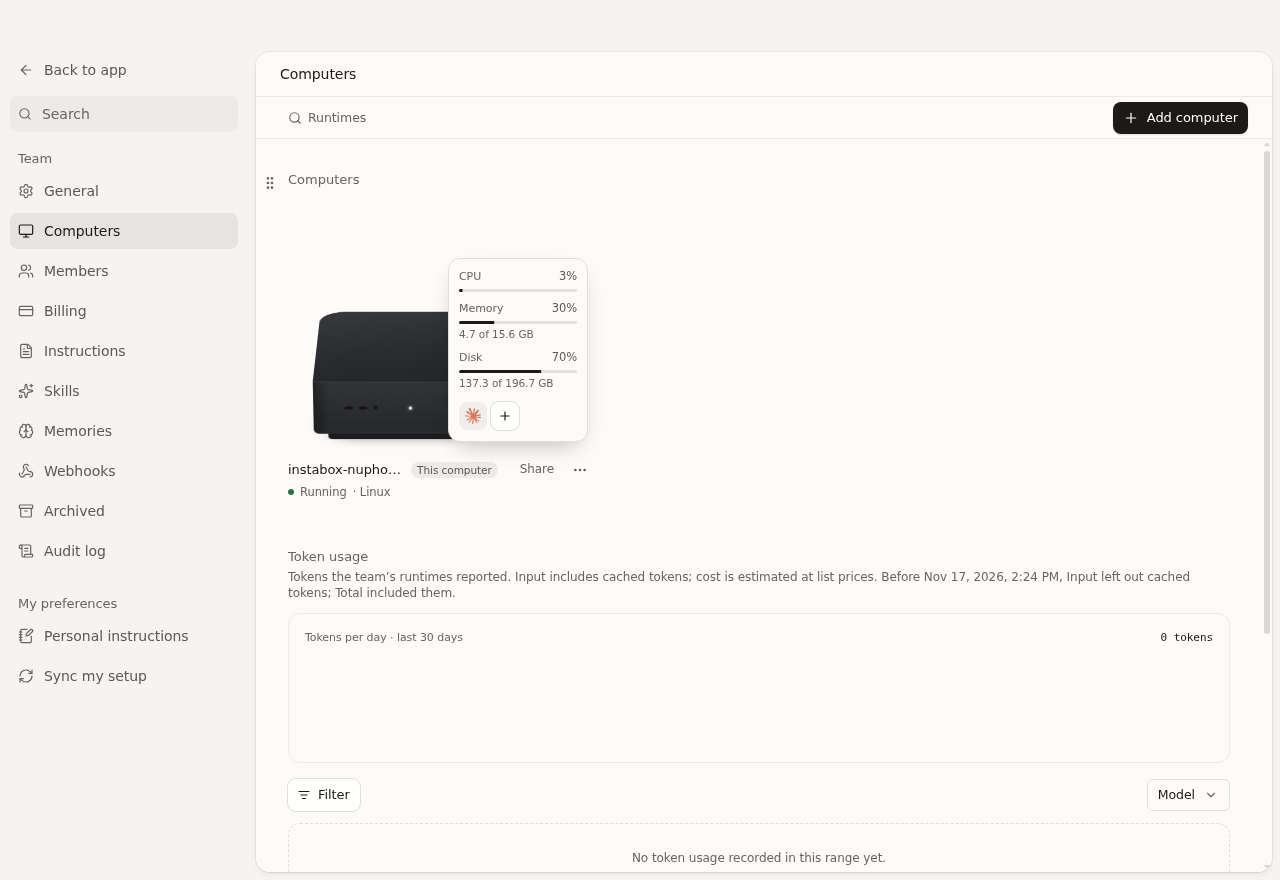 Back to app
Search
Team
General
Computers
Members
Billing
Instructions
Skills
Memories
Webhooks
Archived
Audit log
My preferences
Personal instructions
Sync my setup
Computers
Runtimes
Add computer
Computers
CPU 3%
Memory 30%
4.7 of 15.6 GB
Disk 70%
137.3 of 196.7 GB
instabox-nupho… This computer Share
Running · Linux
Token usage
Tokens the team’s runtimes reported. Input includes cached tokens; cost is estimated at list prices. Before Nov 17, 2026, 2:24 PM, Input left out cached
tokens; Total included them.
Tokens per day · last 30 days 0 tokens
Filter Model
No token usage recorded in this range yet.